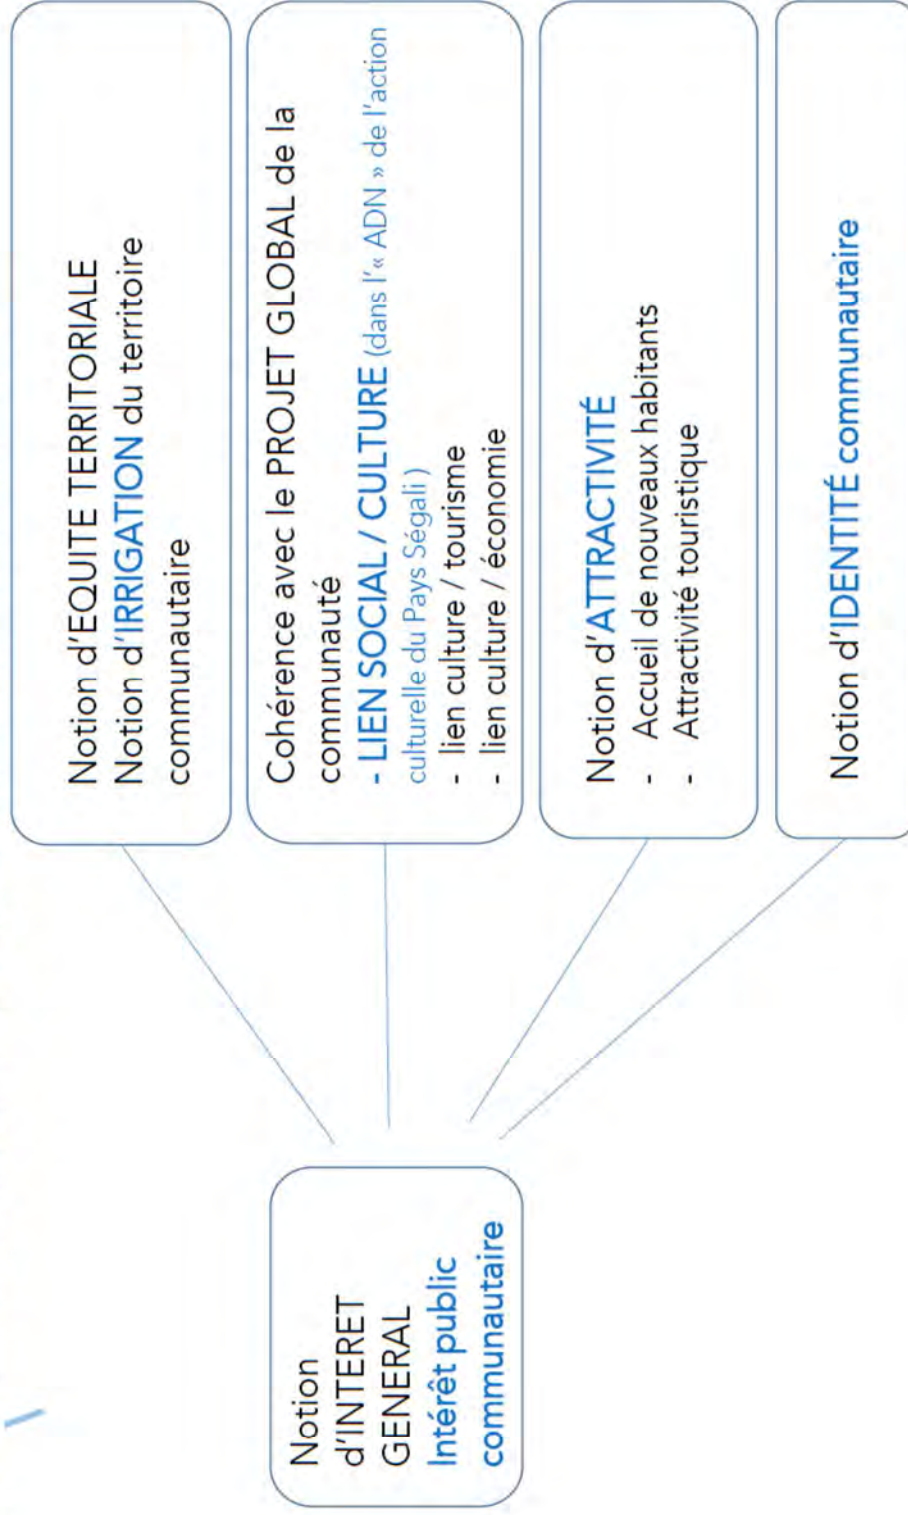 Notion
d'INTERET
GENERAL
Intérêt public
communautaire
Notion d'EQUITE TERRITORIALE
Notion d'IRRIGATION du territoire
communautaire
Cohérence avec le PROJET GLOBAL de la
communauté
- LIEN SOCIAL / CULTURE (dans l'« ADN » de l'action
culturelle du Pays Ségali )
- lien culture / tourisme
- lien culture / économie
Notion d'ATTRACTIVITÉ
- Accueil de nouveaux habitants
- Attractivité touristique
Notion d'IDENTITÉ communautaire